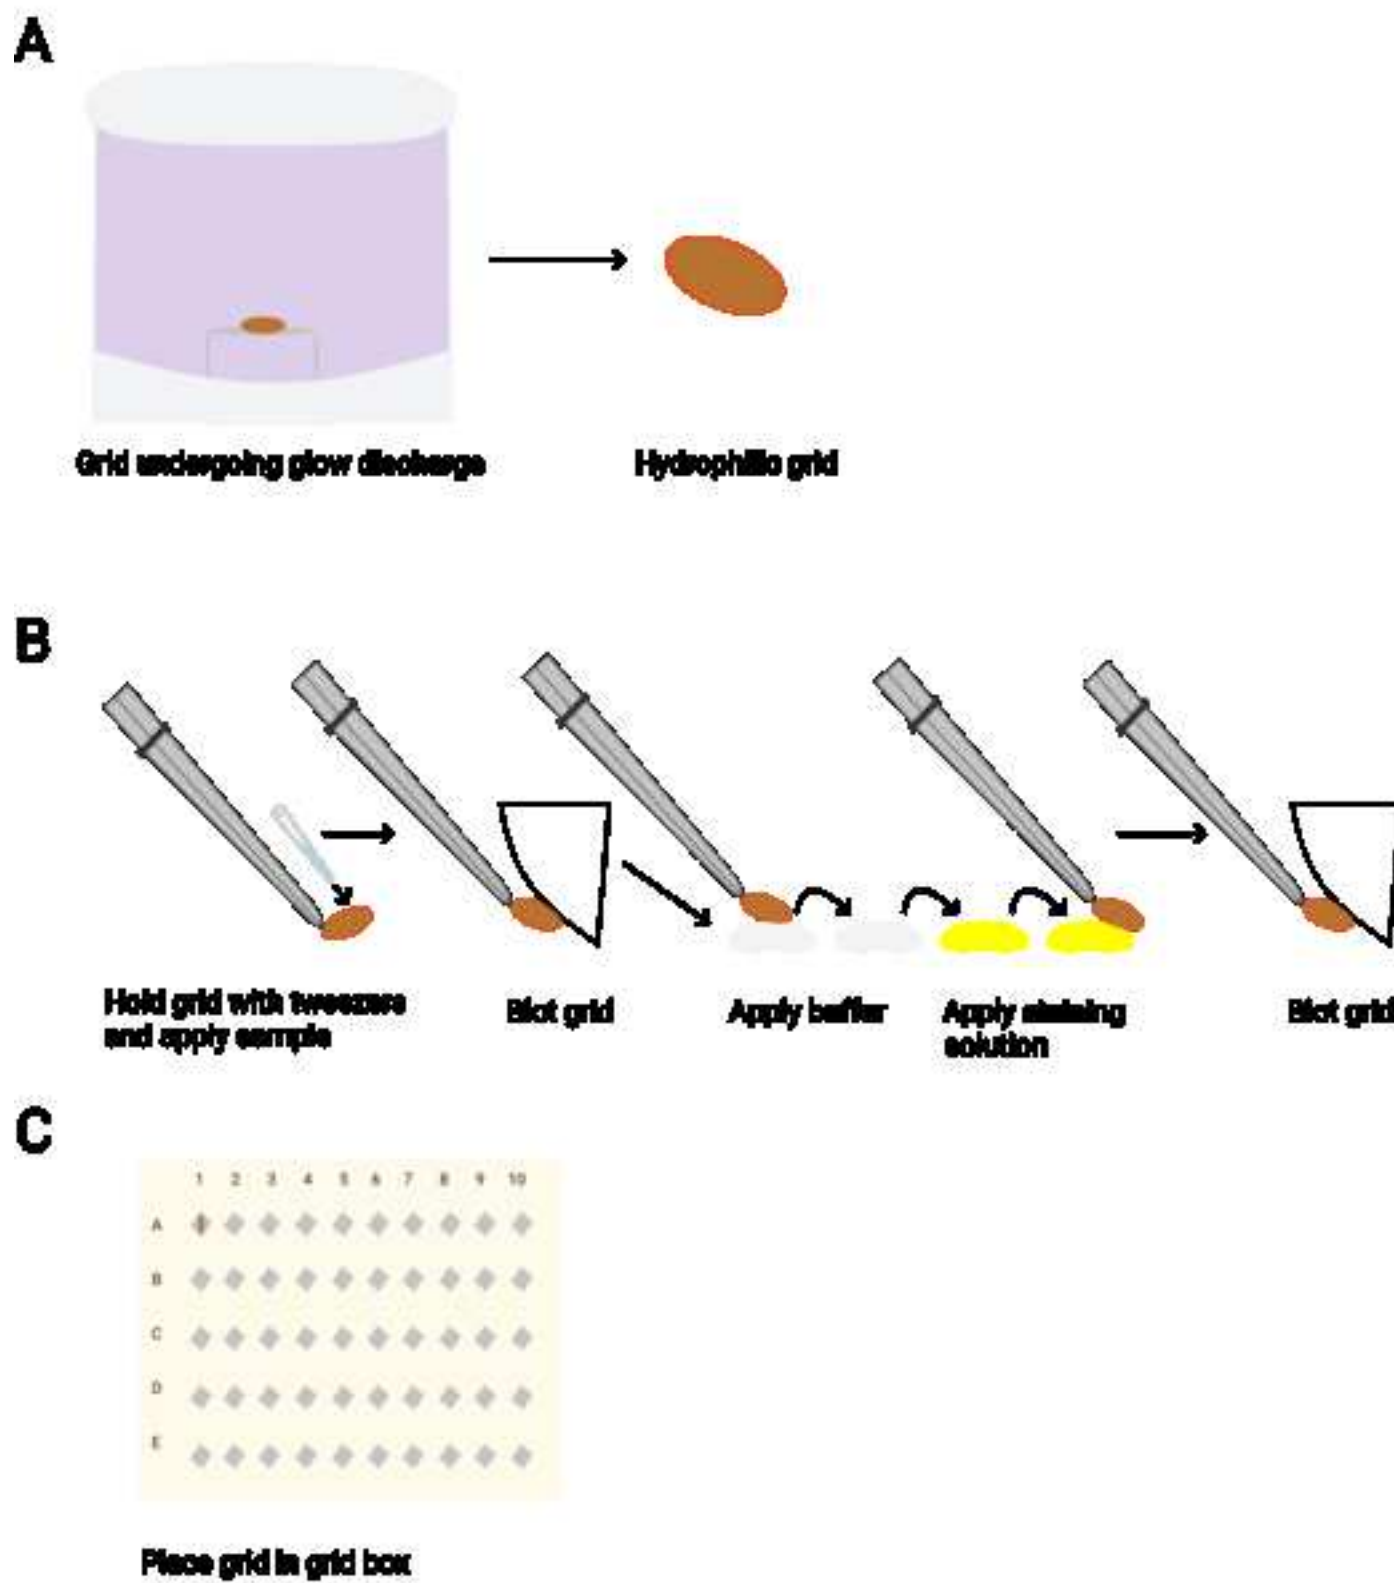 A
Grid undergoing glow discharge
Hydrophilic grid
B
Hold grid with tweezers
and apply sample
Blot grid
Apply buffer
Apply staining
solution
Blot grid
C
1 2 3 4 5 6 7 8 9 10
A
B
C
D
E
Place grid in grid box